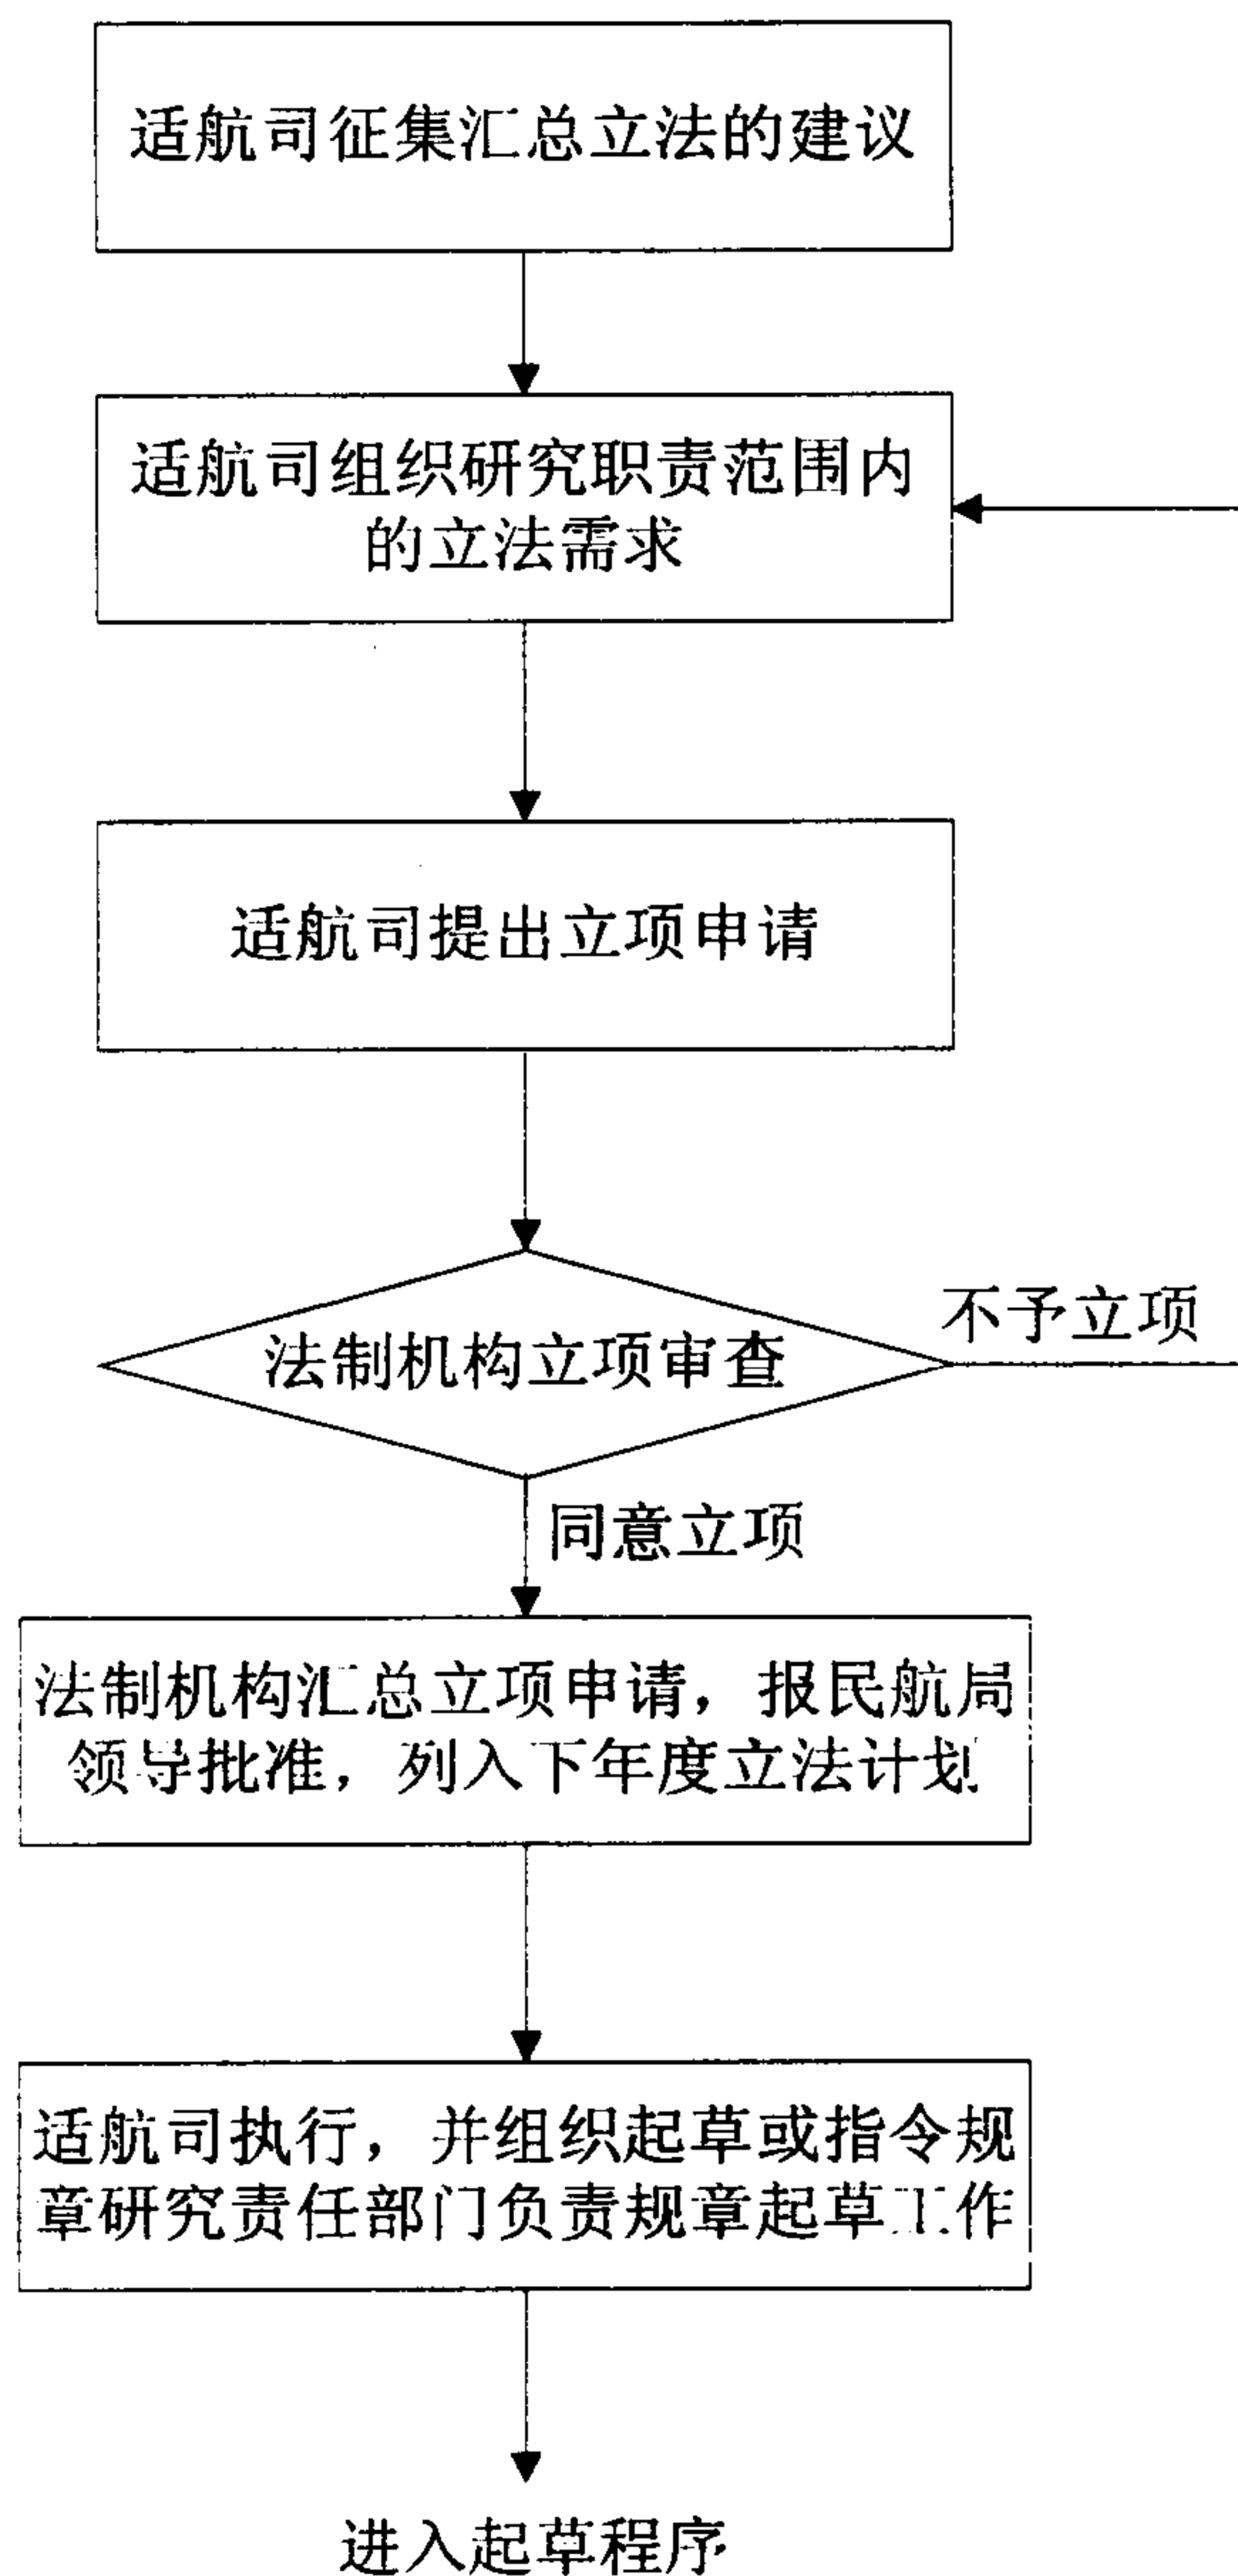 适航司征集汇总立法的建议
适航司组织研究职责范围内
的立法需求
适航司提出立项申请
法制机构立项审查
不予立项
同意立项
法制机构汇总立项申请，报民航局
领导批准，列入下年度立法计划
适航司执行，并组织起草或指令规
章研究责任部门负责规章起草工作
进入起草程序